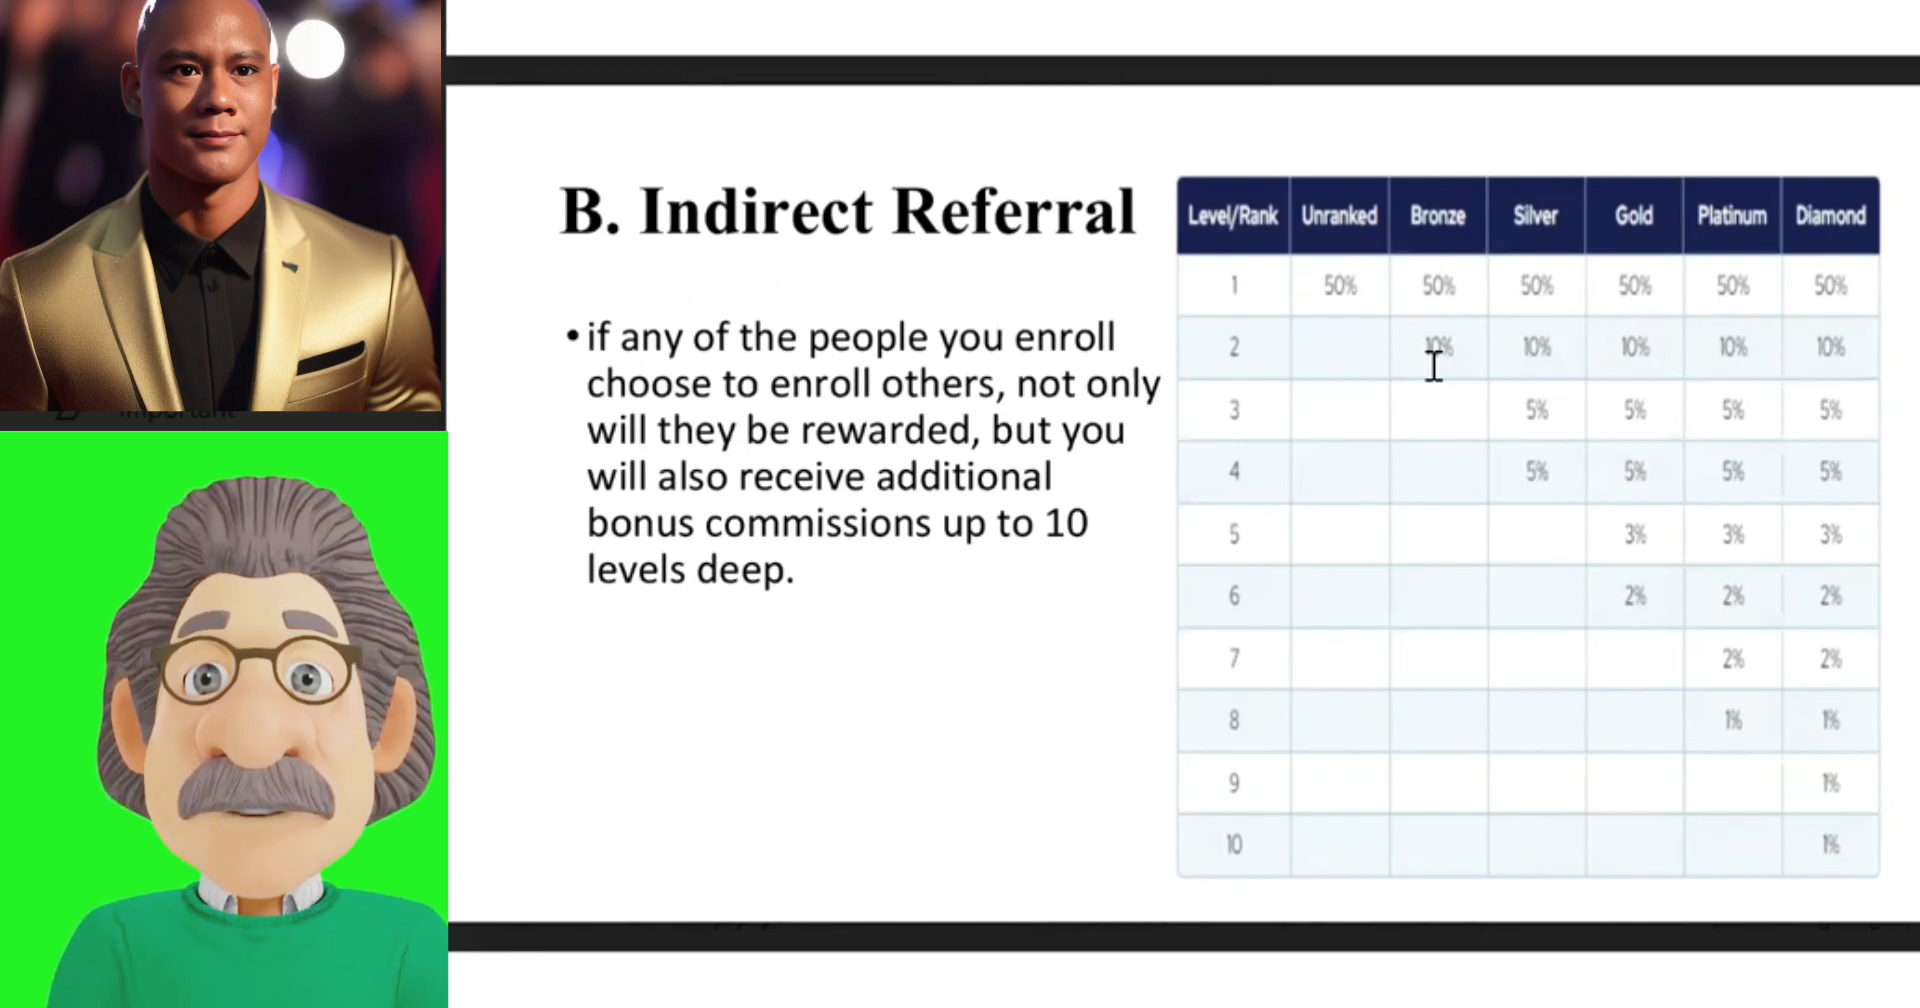 Important
B. Indirect Referral
• if any of the people you enroll
choose to enroll others, not only
will they be rewarded, but you
will also receive additional
bonus commissions up to 10
levels deep.
Level/Rank Unranked Bronze Silver Gold Platinum Diamond
1 50% 50% 50% 50% 50% 50%
2 10% 10% 10% 10% 10%
3 5% 5% 5% 5%
4 5% 5% 5% 5%
5 3% 3% 3%
6 2% 2% 2%
7 2% 2%
8 1% 1%
9 1%
10 1%